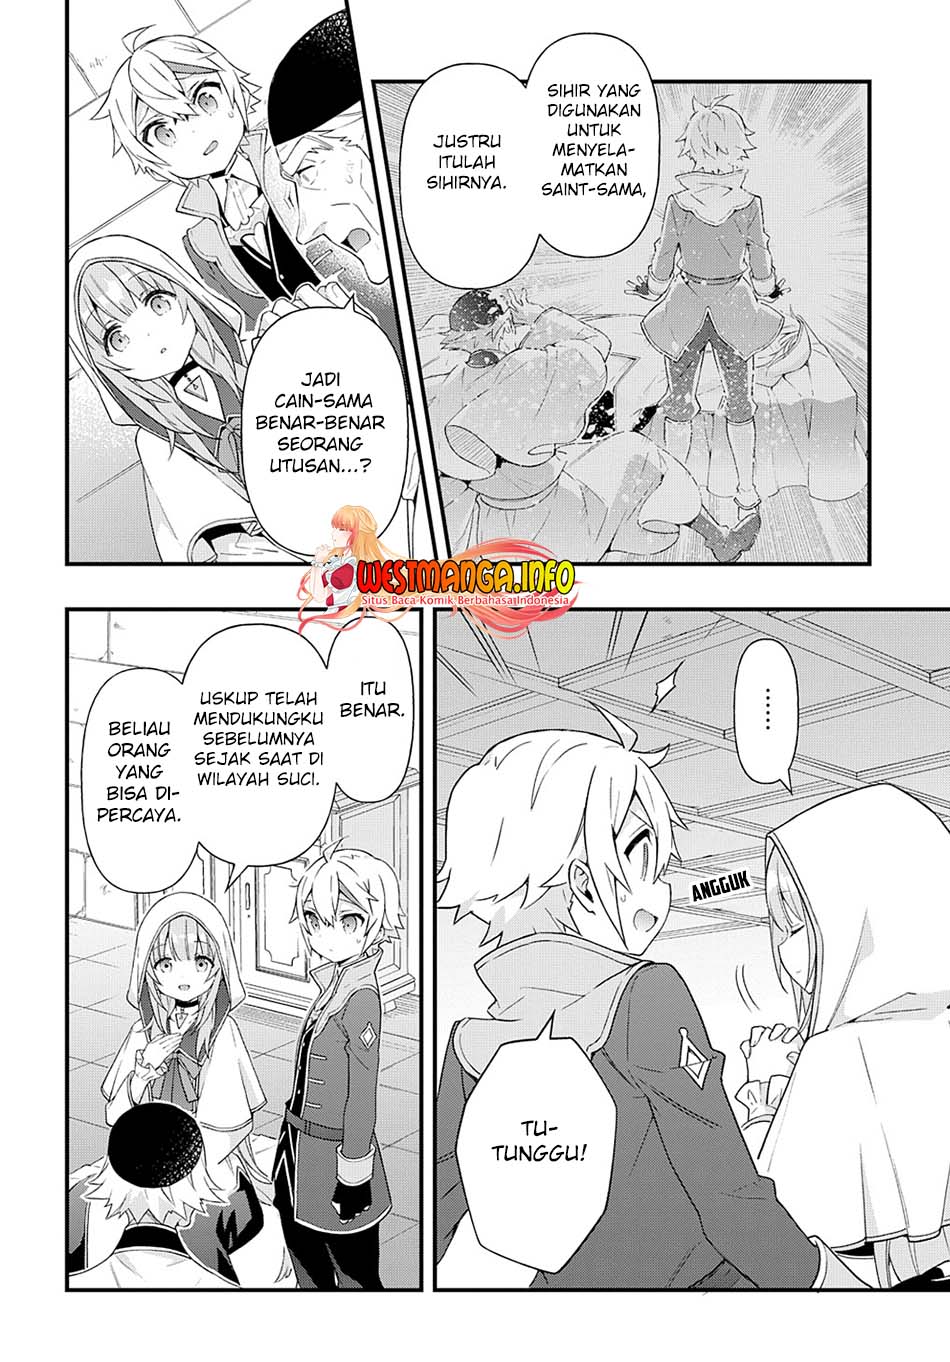 SIHIR YANG
DIGUNAKAN
UNTUK
MENYELA-
MATKAN
SAINT-SAMA,
JUSTRU
ITULAH
SIHIRNYA.
JADI
CAIN-SAMA
BENAR-BENAR
SEORANG
UTUSAN...?
WESTMANGA.INFO
Situs Baca Komik Berbahasa Indonesia
......
ANGGUK
TU-
TUNGGU!
ITU
BENAR.
USKUP TELAH
MENDUKUNGKU
SEBELUMNYA
SEJAK SAAT DI
WILAYAH SUCI.
BELIAU
ORANG
YANG
BISA DI-
PERCAYA.